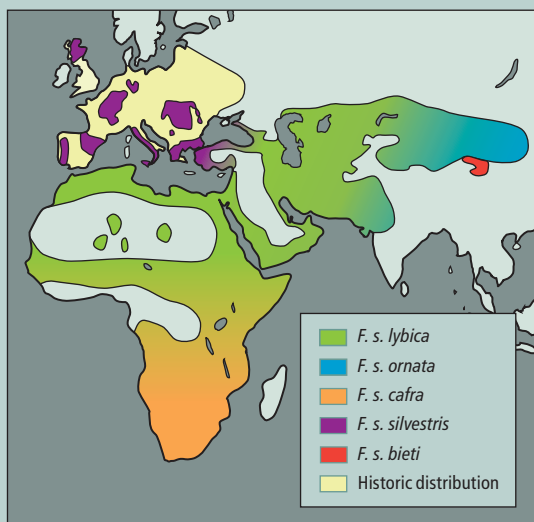 F. s. lybica
F. s. ornata
F. s. cafra
F. s. silvestris
F. s. bieti
Historic distribution